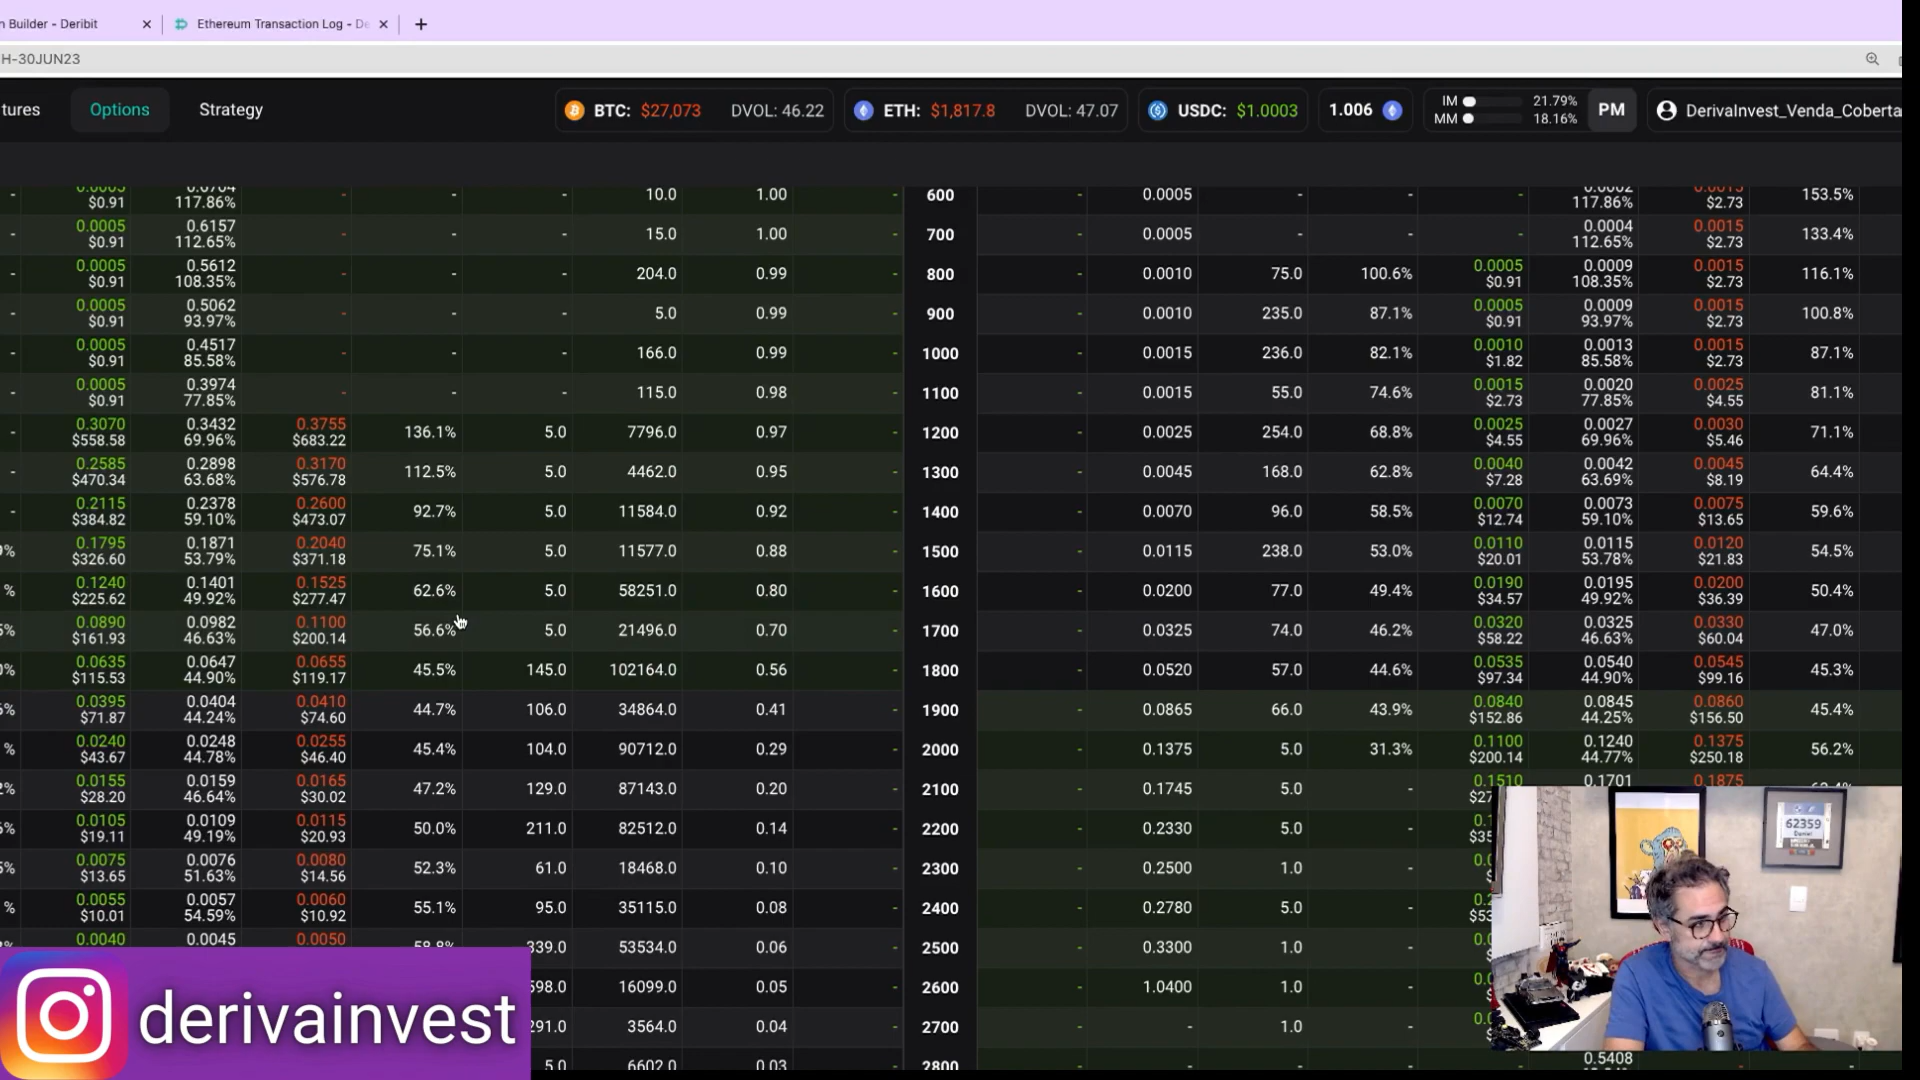 n Builder - Deribit × Ethereum Transaction Log - De × +
H-30JUN23
tures Options Strategy BTC: $27,073 DVOL: 46.22 ETH: $1,817.8 DVOL: 47.07 USDC: $1.0003 1.006 IM 21.79% MM 18.16% PM DerivaInvest_Venda_Coberta
- 0.0005 $0.91 117.86% - - - 10.0 1.00 - 600 - 0.0005 - - - 0.0002 117.86% 0.0015 $2.73 153.5%
- 0.0005 $0.91 0.6157 112.65% - - - 15.0 1.00 - 700 - 0.0005 - - - 0.0004 112.65% 0.0015 $2.73 133.4%
- 0.0005 $0.91 0.5612 108.35% - - - 204.0 0.99 - 800 - 0.0010 75.0 100.6% 0.0005 $0.91 0.0009 108.35% 0.0015 $2.73 116.1%
- 0.0005 $0.91 0.5062 93.97% - - - 5.0 0.99 - 900 - 0.0010 235.0 87.1% 0.0005 $0.91 0.0009 93.97% 0.0015 $2.73 100.8%
- 0.0005 $0.91 0.4517 85.58% - - - 166.0 0.99 - 1000 - 0.0015 236.0 82.1% 0.0010 $1.82 0.0013 85.58% 0.0015 $2.73 87.1%
- 0.0005 $0.91 0.3974 77.85% - - - 115.0 0.98 - 1100 - 0.0015 55.0 74.6% 0.0015 $2.73 0.0020 77.85% 0.0025 $4.55 81.1%
- 0.3070 $558.58 0.3432 69.96% 0.3755 $683.22 136.1% 5.0 7796.0 0.97 - 1200 - 0.0025 254.0 68.8% 0.0025 $4.55 0.0027 69.96% 0.0030 $5.46 71.1%
- 0.2585 $470.34 0.2898 63.68% 0.3170 $576.78 112.5% 5.0 4462.0 0.95 - 1300 - 0.0045 168.0 62.8% 0.0040 $7.28 0.0042 63.69% 0.0045 $8.19 64.4%
- 0.2115 $384.82 0.2378 59.10% 0.2600 $473.07 92.7% 5.0 11584.0 0.92 - 1400 - 0.0070 96.0 58.5% 0.0070 $12.74 0.0073 59.10% 0.0075 $13.65 59.6%
% 0.1795 $326.60 0.1871 53.79% 0.2040 $371.18 75.1% 5.0 11577.0 0.88 - 1500 - 0.0115 238.0 53.0% 0.0110 $20.01 0.0115 53.78% 0.0120 $21.83 54.5%
% 0.1240 $225.62 0.1401 49.92% 0.1525 $277.47 62.6% 5.0 58251.0 0.80 - 1600 - 0.0200 77.0 49.4% 0.0190 $34.57 0.0195 49.92% 0.0200 $36.39 50.4%
5% 0.0890 $161.93 0.0982 46.63% 0.1100 $200.14 56.6% 5.0 21496.0 0.70 - 1700 - 0.0325 74.0 46.2% 0.0320 $58.22 0.0325 46.63% 0.0330 $60.04 47.0%
% 0.0635 $115.53 0.0647 44.90% 0.0655 $119.17 45.5% 145.0 102164.0 0.56 - 1800 - 0.0520 57.0 44.6% 0.0535 $97.34 0.0540 44.90% 0.0545 $99.16 45.3%
% 0.0395 $71.87 0.0404 44.24% 0.0410 $74.60 44.7% 106.0 34864.0 0.41 - 1900 - 0.0865 66.0 43.9% 0.0840 $152.86 0.0845 44.25% 0.0860 $156.50 45.4%
% 0.0240 $43.67 0.0248 44.78% 0.0255 $46.40 45.4% 104.0 90712.0 0.29 - 2000 - 0.1375 5.0 31.3% 0.1100 $200.14 0.1240 44.77% 0.1375 $250.18 56.2%
% 0.0155 $28.20 0.0159 46.64% 0.0165 $30.02 47.2% 129.0 87143.0 0.20 - 2100 - 0.1745 5.0 - 0.1510 $27 0.1701 0.1875
% 0.0105 $19.11 0.0109 49.19% 0.0115 $20.93 50.0% 211.0 82512.0 0.14 - 2200 - 0.2330 5.0 - $35
5% 0.0075 $13.65 0.0076 51.63% 0.0080 $14.56 52.3% 61.0 18468.0 0.10 - 2300 - 0.2500 1.0 -
% 0.0055 $10.01 0.0057 54.59% 0.0060 $10.92 55.1% 95.0 35115.0 0.08 - 2400 - 0.2780 5.0 - $53
0.0040 0.0045 0.0050 58.8% 339.0 53534.0 0.06 - 2500 - 0.3300 1.0 -
598.0 16099.0 0.05 - 2600 - 1.0400 1.0 -
291.0 3564.0 0.04 - 2700 - - 1.0 -
5.0 6602.0 0.03 - 2800 - - - - 0.5408
62359
Daniel
derivainvest